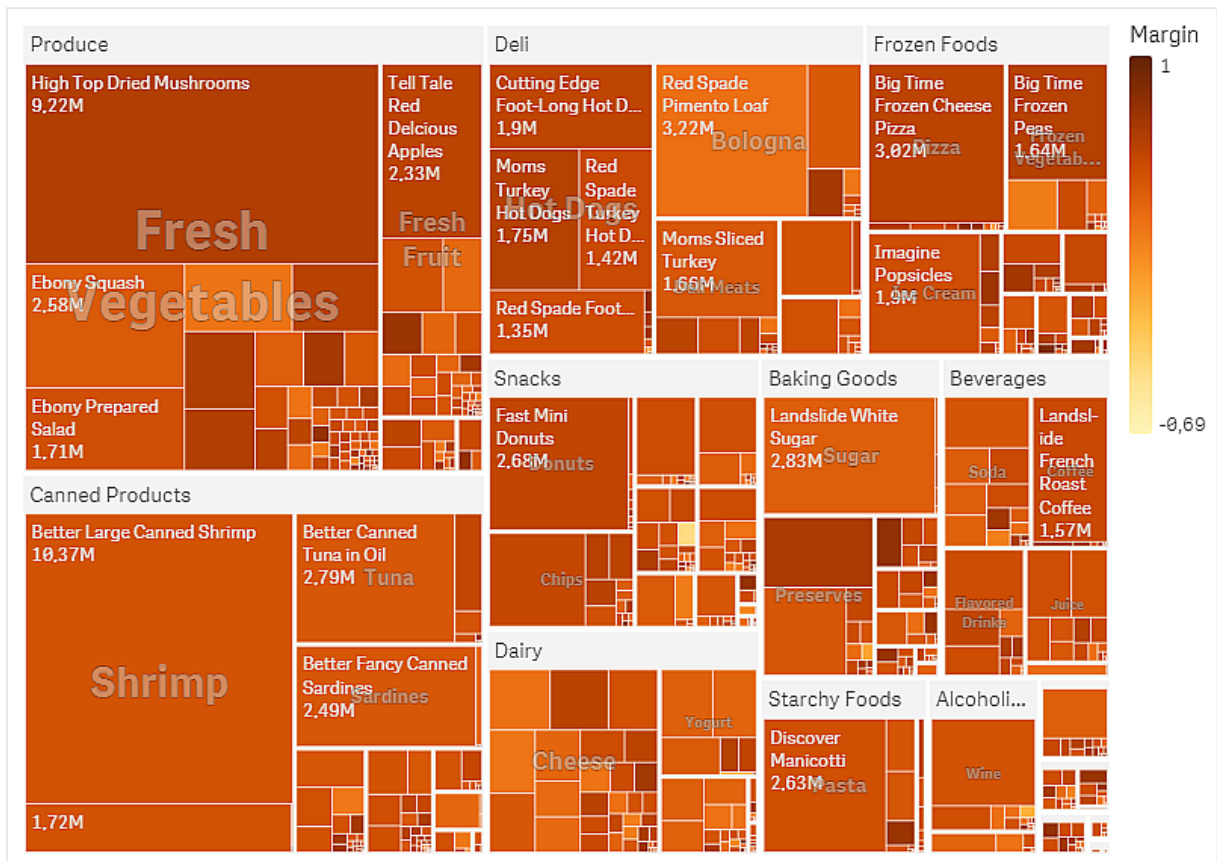 Produce
High Top Dried Mushrooms
9,22M
Tell Tale
Red
Delcious
Apples
2.33M
Fresh
Vegetables
Fresh
Fruit
Ebony Squash
2,58M
Ebony Prepared
Salad
1,71M
Deli
Cutting Edge
Foot-Long Hot D...
1,9M
Moms
Turkey
Hot Dogs
1,75M
Red
Spade
Turkey
Hot D...
1,42M
Hot Dogs
Red Spade Foot...
1,35M
Red Spade
Pimento Loaf
3,22M
Bologna
Moms Sliced
Turkey
1,66M
Deli Meats
Frozen Foods
Big Time
Frozen Cheese
Pizza
3,02M
Pizza
Big Time
Frozen
Peas
1,64M
Frozen
Vegetab...
Imagine
Popsicles
1,9M
Ice Cream
Margin
1
-0,69
Canned Products
Better Large Canned Shrimp
10,37M
Shrimp
1,72M
Better Canned
Tuna in Oil
2,79M
Tuna
Better Fancy Canned
Sardines
2,49M
Sardines
Snacks
Fast Mini
Donuts
2,68M
Donuts
Chips
Baking Goods
Landslide White
Sugar
2,83M
Sugar
Preserves
Beverages
Soda
Landsl-
ide
French
Roast
Coffee
1,57M
Coffee
Flavored
Drinks
Juice
Dairy
Cheese
Yogurt
Starchy Foods
Discover
Manicotti
2,63M
Pasta
Alcoholi...
Wine